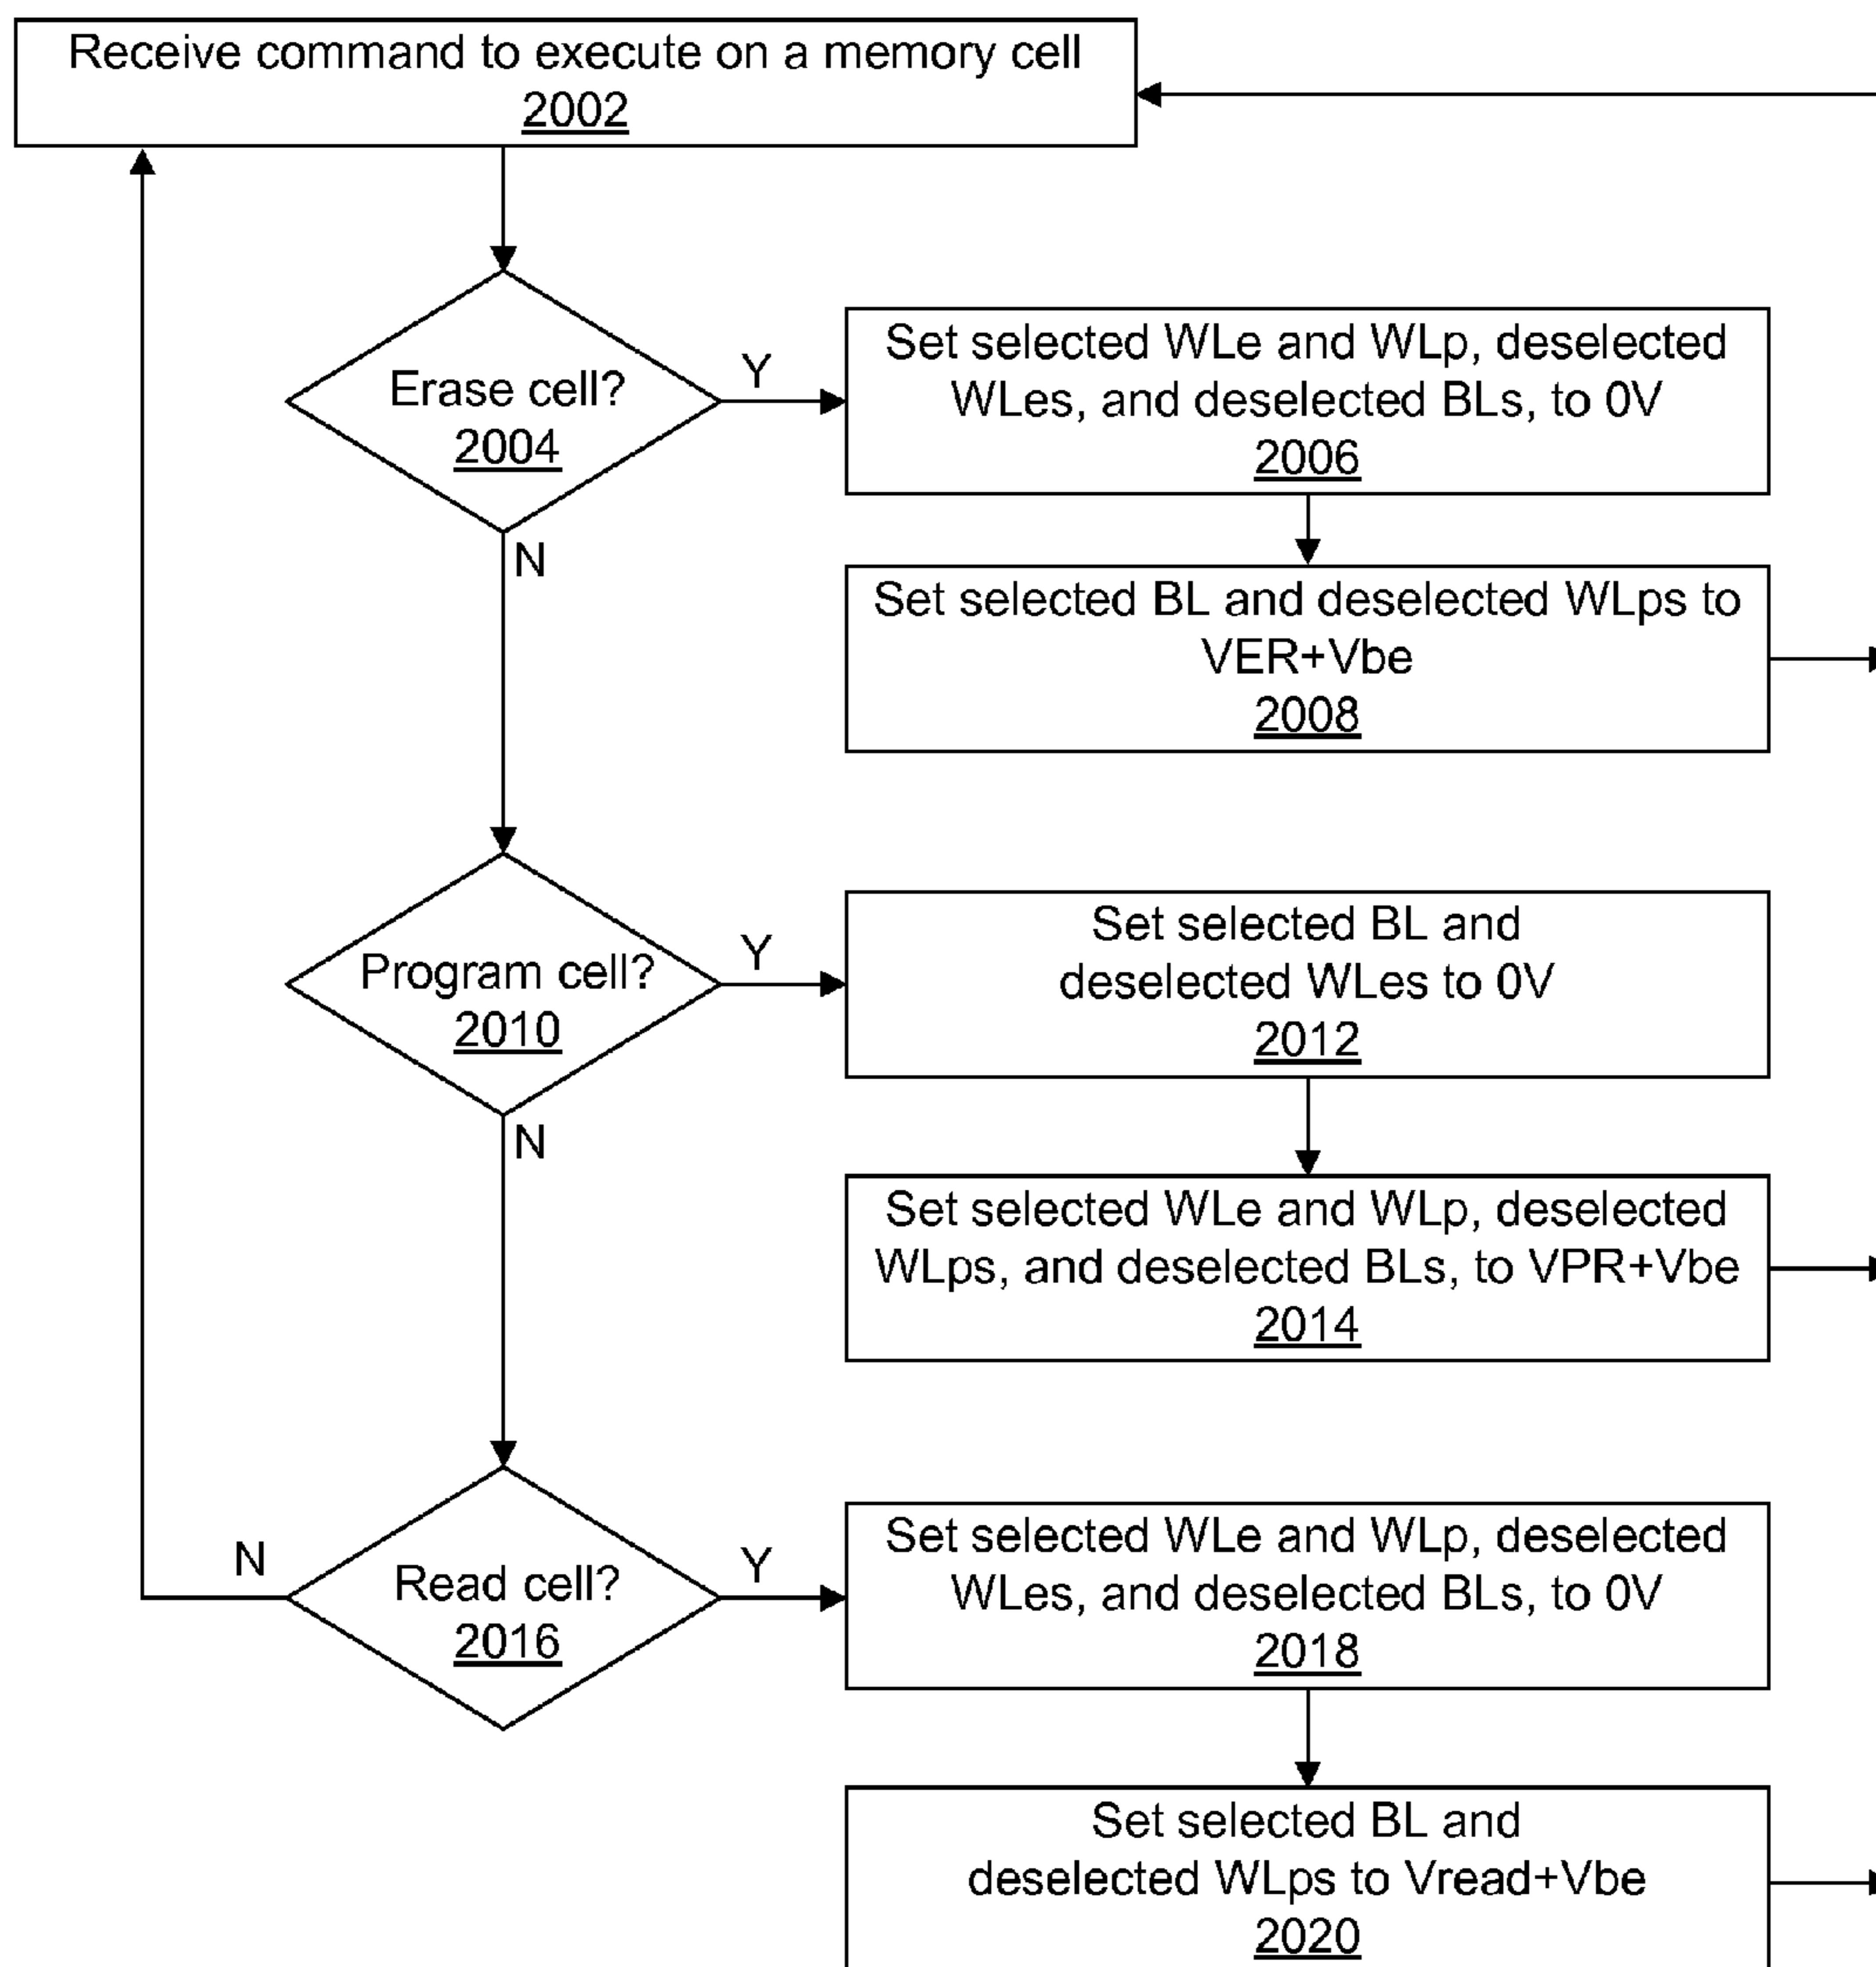 Receive command to execute on a memory cell
2002
Erase cell?
2004
Y
N
Set selected WLe and WLp, deselected
WLes, and deselected BLs, to 0V
2006
Set selected BL and deselected WLps to
VER+Vbe
2008
Program cell?
2010
Y
N
Set selected BL and
deselected WLes to 0V
2012
Set selected WLe and WLp, deselected
WLps, and deselected BLs, to VPR+Vbe
2014
Read cell?
2016
N
Y
Set selected WLe and WLp, deselected
WLes, and deselected BLs, to 0V
2018
Set selected BL and
deselected WLps to Vread+Vbe
2020